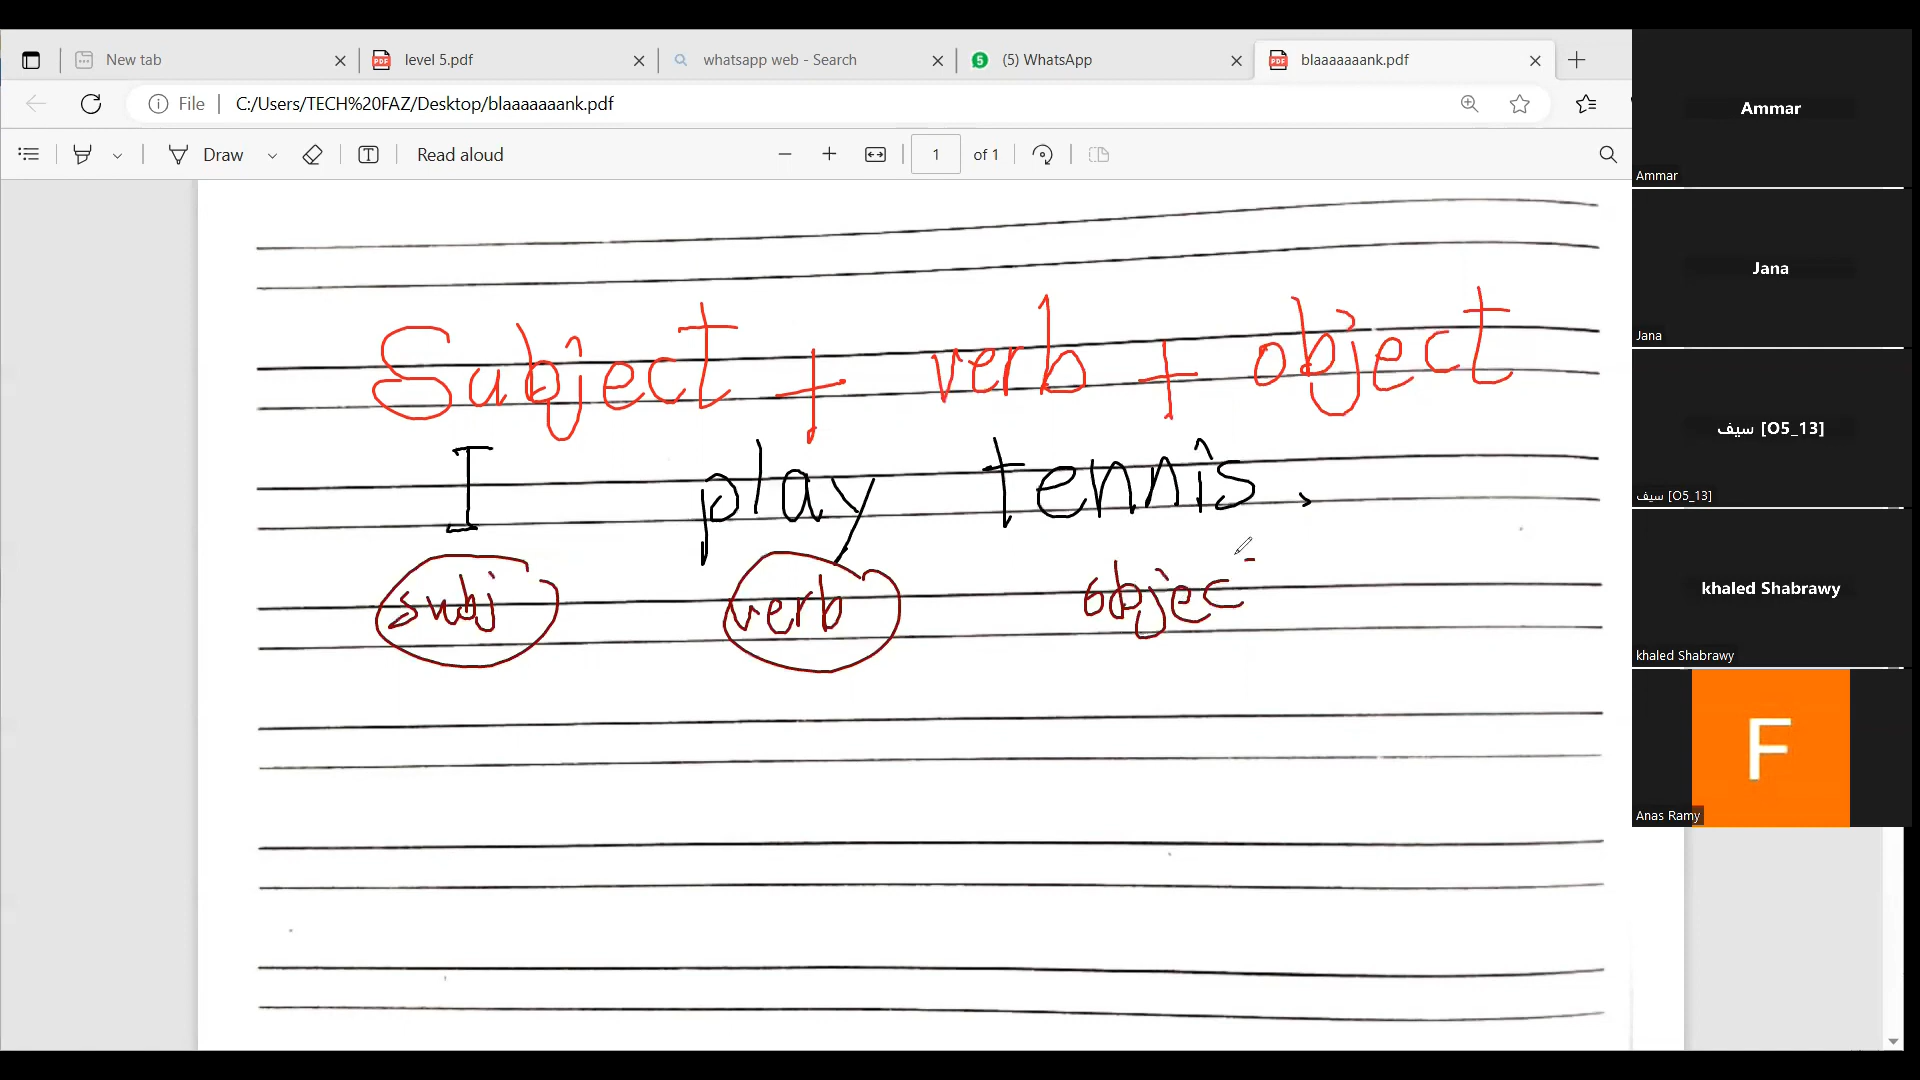 New tab
level 5.pdf
whatsapp web - Search
(5) WhatsApp
blaaaaaaank.pdf
File
C:/Users/TECH%20FAZ/Desktop/blaaaaaaank.pdf
Draw
Read aloud
1 of 1
Subject + verb + object
I play tennis.
subj verb objec
Ammar
Ammar
Jana
Jana
سيف [O5_13]
سيف [O5_13]
khaled Shabrawy
khaled Shabrawy
F
Anas Ramy